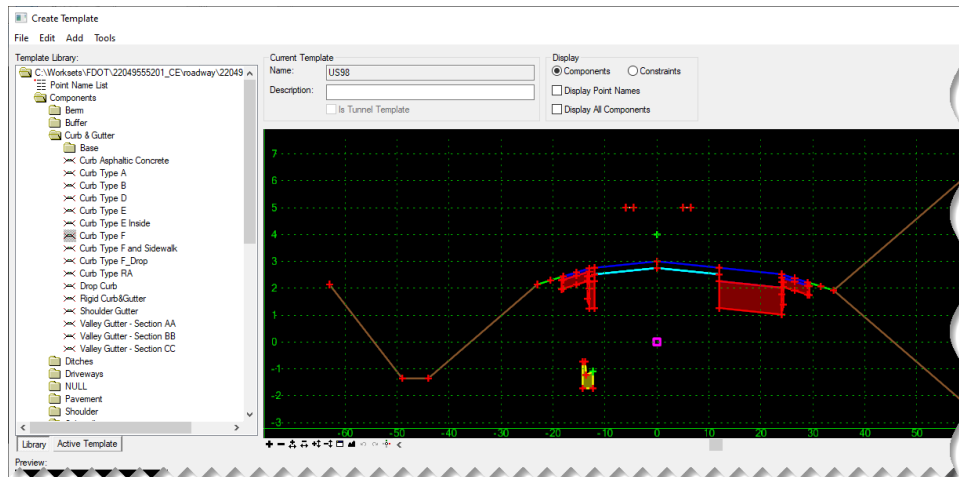 Create Template
File Edit Add Tools
Template Library:
C:\Worksets\FDOT\22049555201_CE\roadway\22049
Point Name List
Components
Berm
Buffer
Curb & Gutter
Base
Curb Asphaltic Concrete
Curb Type A
Curb Type B
Curb Type D
Curb Type E
Curb Type E Inside
Curb Type F
Curb Type F and Sidewalk
Curb Type F_Drop
Curb Type RA
Drop Curb
Rigid Curb&Gutter
Shoulder Gutter
Valley Gutter - Section AA
Valley Gutter - Section BB
Valley Gutter - Section CC
Ditches
Driveways
NULL
Pavement
Shoulder
Library Active Template
Preview:
Current Template
Name: US98
Description:
Is Tunnel Template
Display
Components Constraints
Display Point Names
Display All Components
7
6
5
4
3
2
1
0
-1
-2
-3
-60 -50 -40 -30 -20 -10 0 10 20 30 40 50